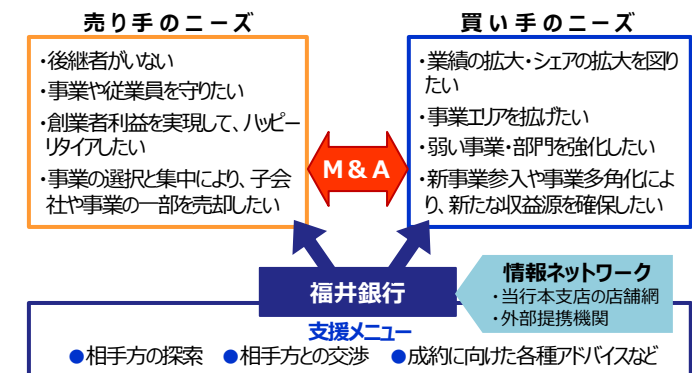 売り手のニーズ
・後継者がいない
・事業や従業員を守りたい
・創業者利益を実現して、ハッピー
リタイアしたい
・事業の選択と集中により、子会
社や事業の一部を売却したい
M&A
買い手のニーズ
・業績の拡大・シェアの拡大を図り
たい
・事業エリアを拡げたい
・弱い事業・部門を強化したい
・新事業参入や事業多角化によ
り、新たな収益源を確保したい
福井銀行
情報ネットワーク
・当行本支店の店舗網
・外部提携機関
支援メニュー
●相手方の探索 ●相手方との交渉 ●成約に向けた各種アドバイスなど